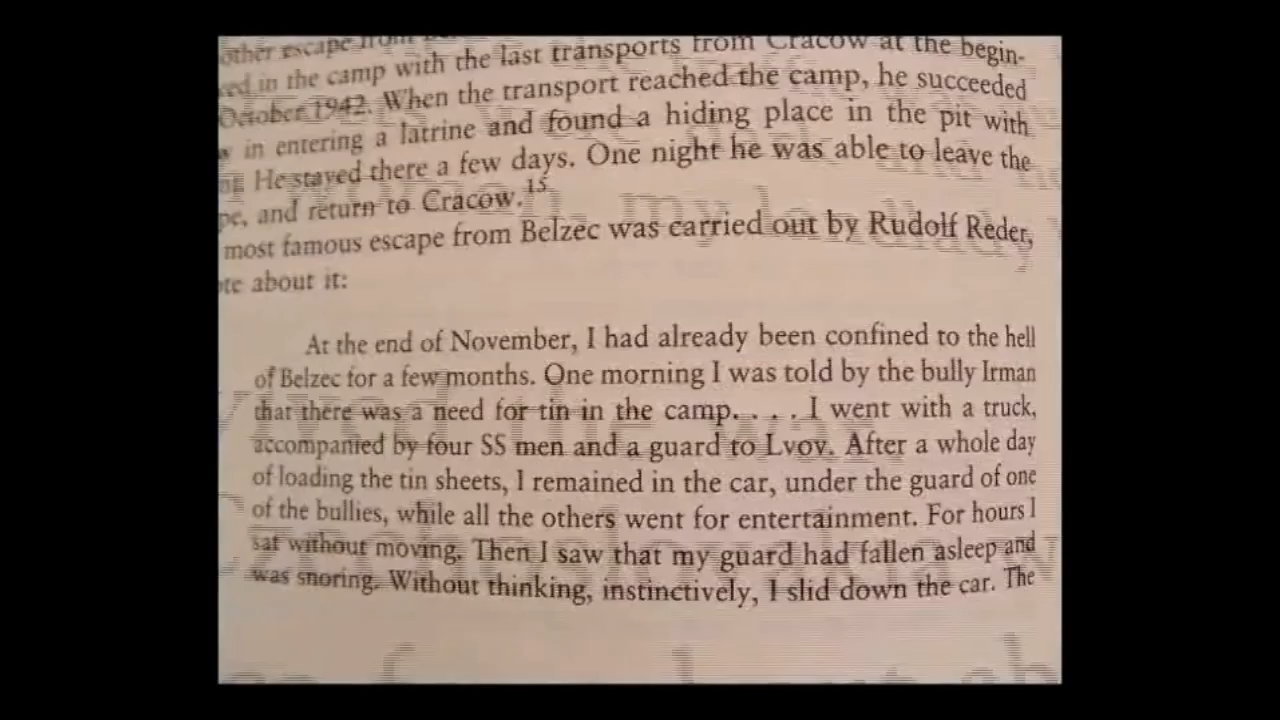 other escape from
in the camp with the last transports from Cracow at the begin-
October 1942. When the transport reached the camp, he succeeded
in entering a latrine and found a hiding place in the pit with
He stayed there a few days. One night he was able to leave the
pe, and return to Cracow.15
most famous escape from Belzec was carried out by Rudolf Reder,
te about it:
At the end of November, I had already been confined to the hell
of Belzec for a few months. One morning I was told by the bully Irman
that there was a need for tin in the camp. . . . I went with a truck,
accompanied by four SS men and a guard to Lvov. After a whole day
of loading the tin sheets, I remained in the car, under the guard of one
of the bullies, while all the others went for entertainment. For hours I
sat without moving. Then I saw that my guard had fallen asleep and
was snoring. Without thinking, instinctively, I slid down the car. The